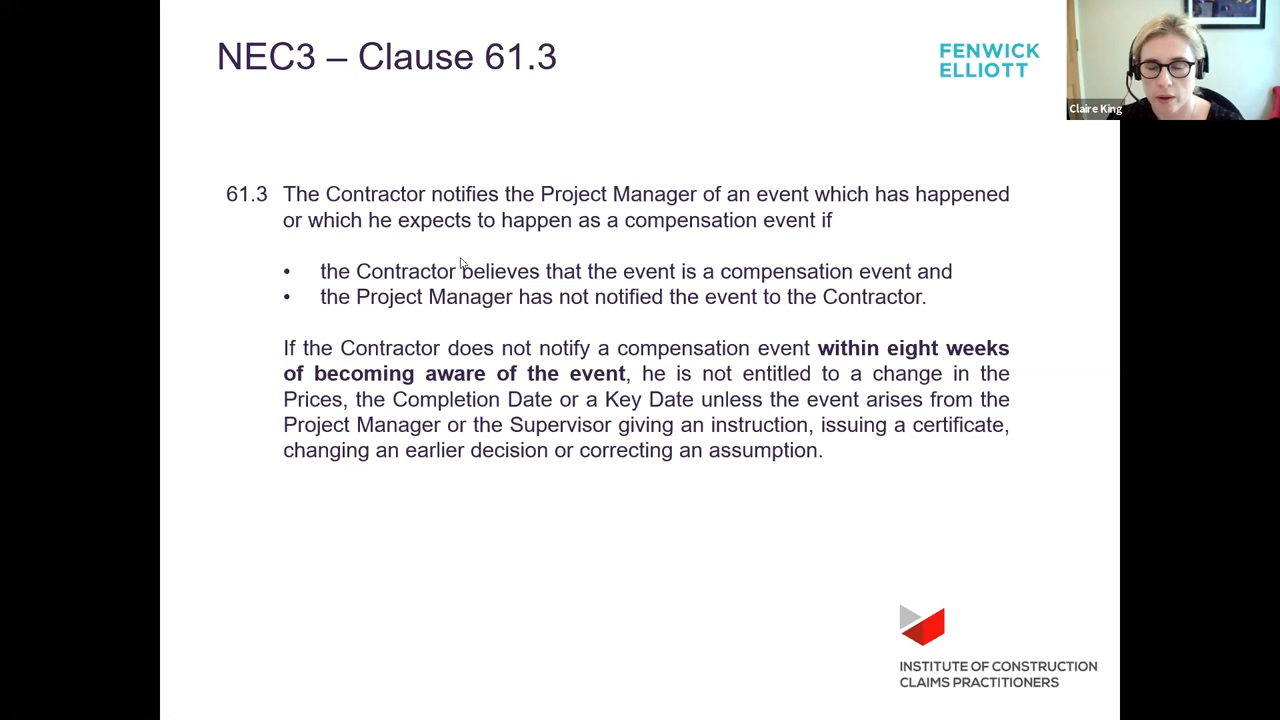 NEC3 – Clause 61.3
FENWICK
ELLIOTT
Claire King
61.3 The Contractor notifies the Project Manager of an event which has happened
or which he expects to happen as a compensation event if
• the Contractor believes that the event is a compensation event and
• the Project Manager has not notified the event to the Contractor.
If the Contractor does not notify a compensation event within eight weeks
of becoming aware of the event, he is not entitled to a change in the
Prices, the Completion Date or a Key Date unless the event arises from the
Project Manager or the Supervisor giving an instruction, issuing a certificate,
changing an earlier decision or correcting an assumption.
INSTITUTE OF CONSTRUCTION
CLAIMS PRACTITIONERS